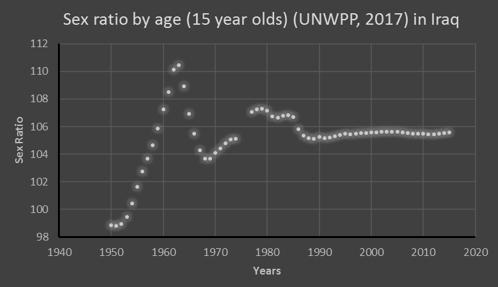 Sex ratio by age (15 year olds) (UNWPP, 2017) in Iraq
112
110
108
106
104
102
100
98
Sex Ratio
1940 1950 1960 1970 1980 1990 2000 2010 2020
Years